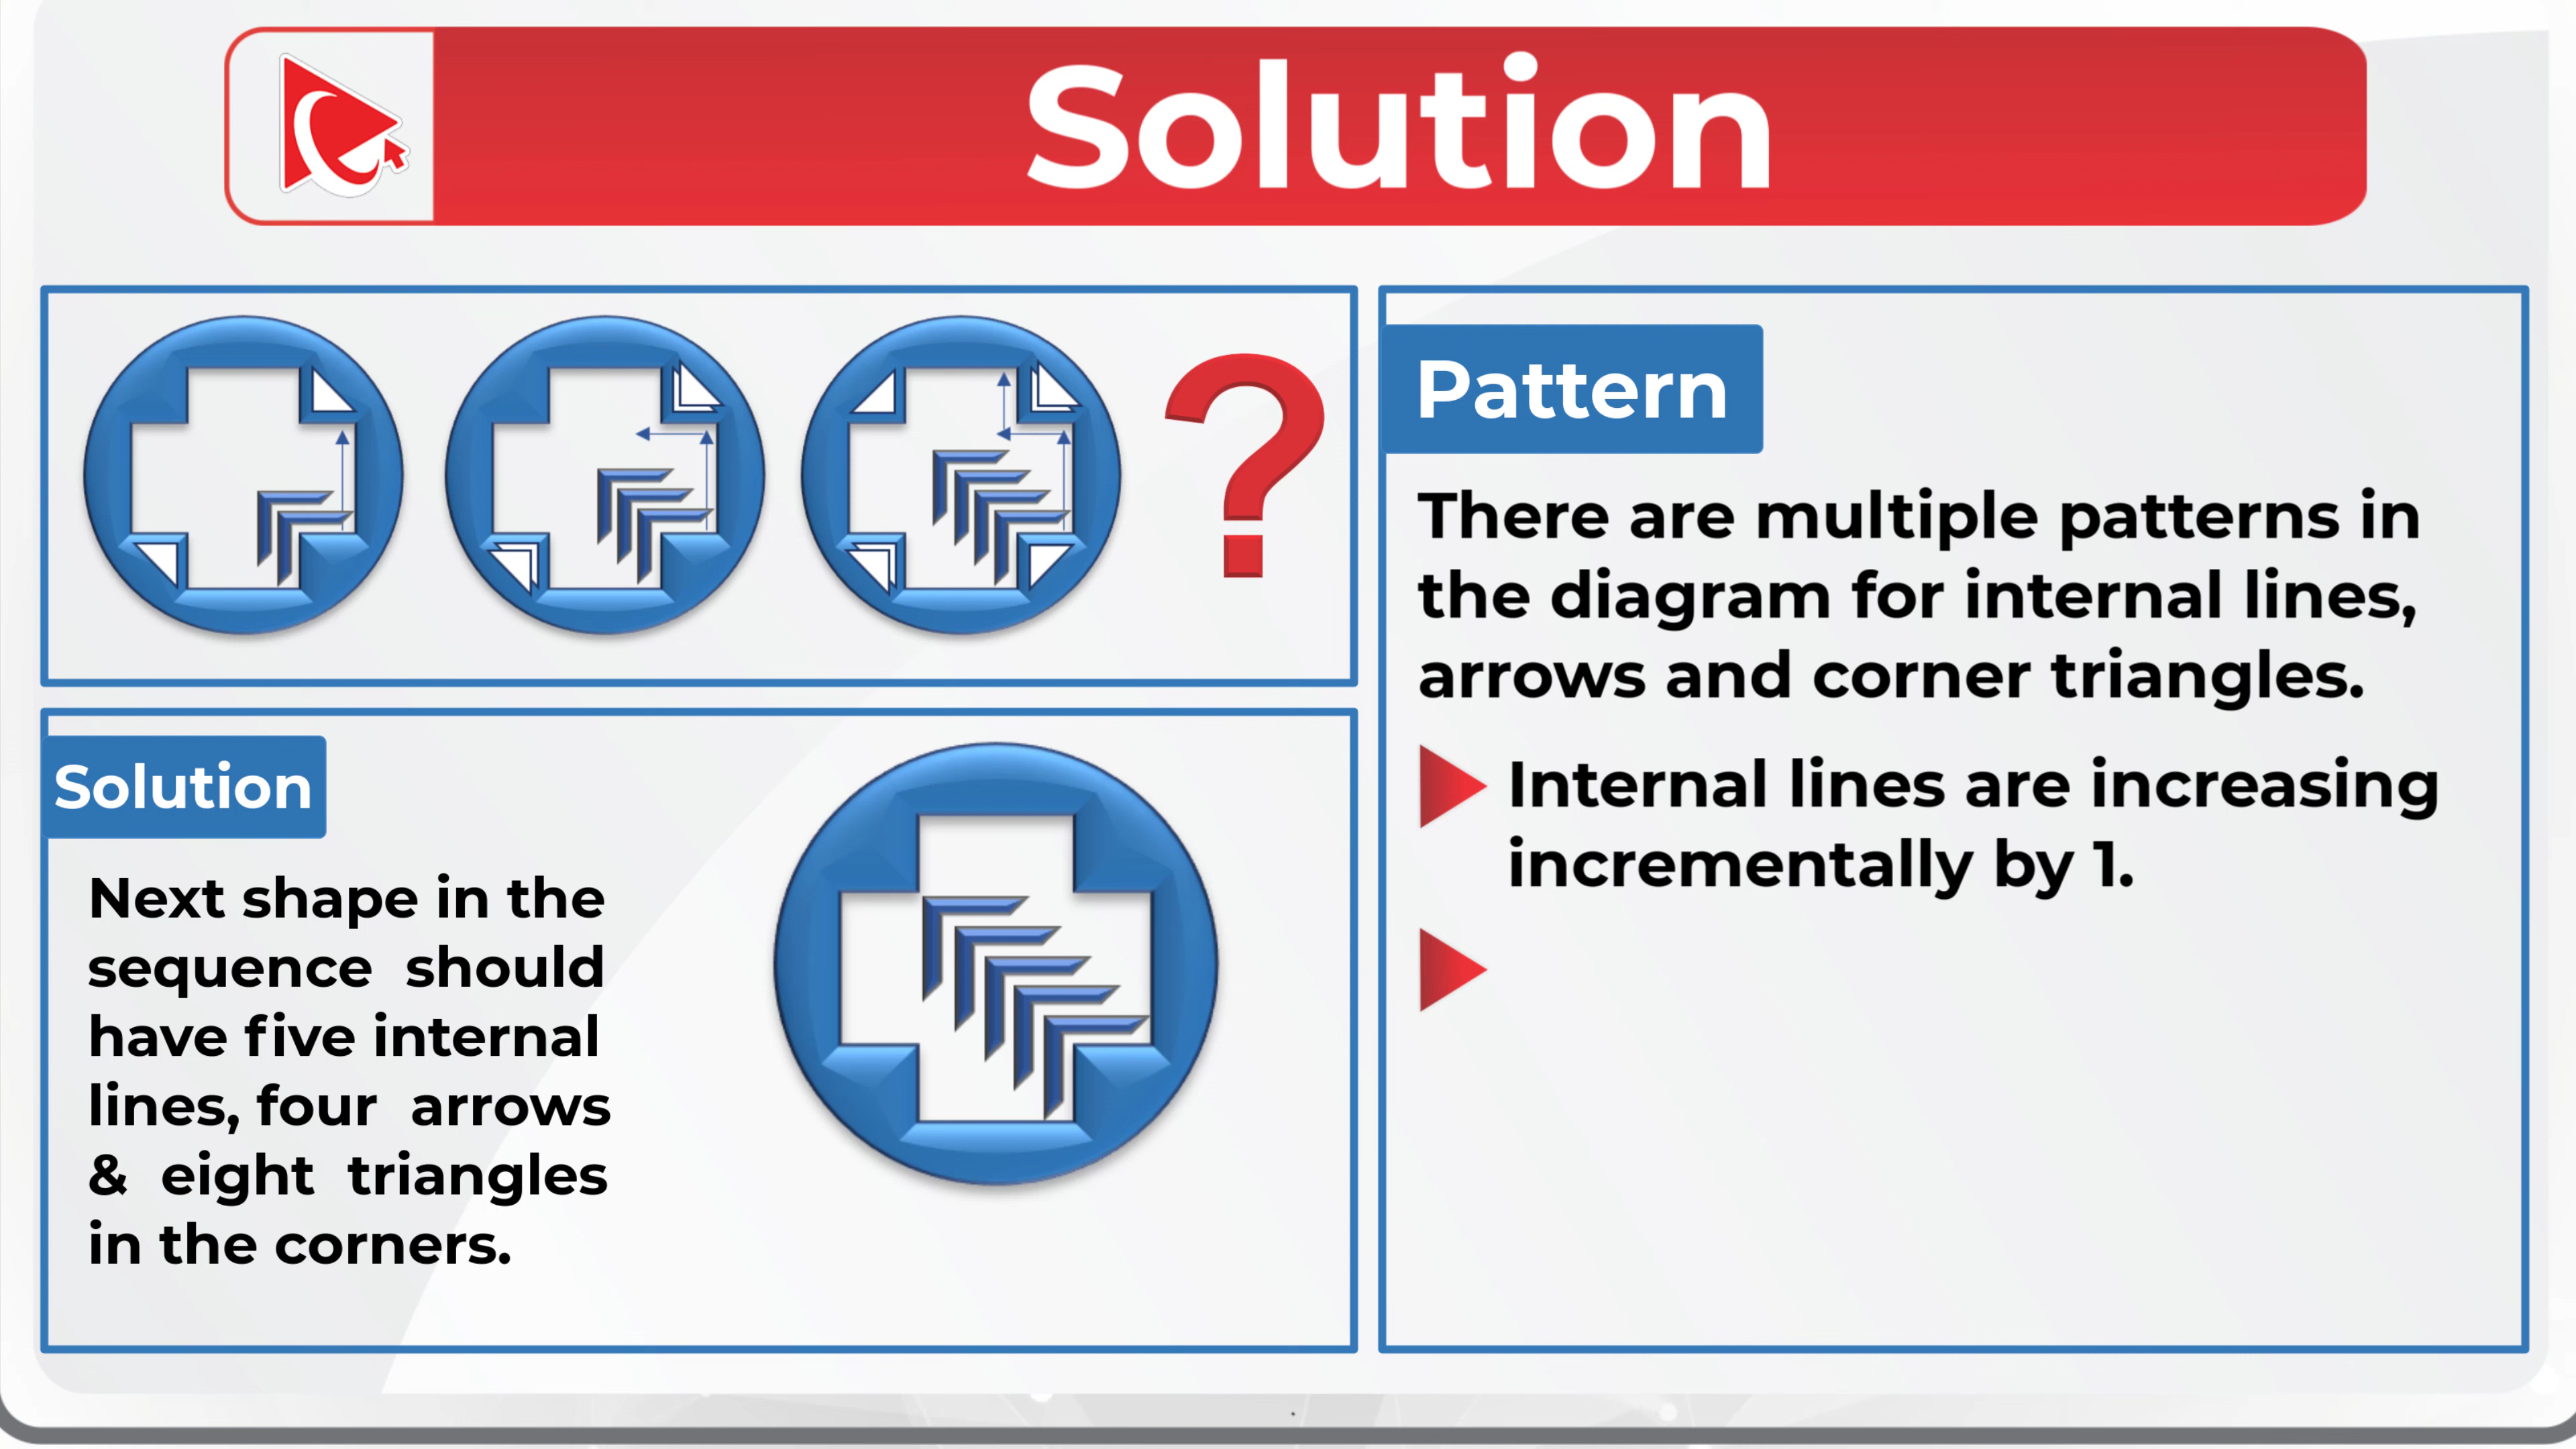 Solution
?
Pattern
There are multiple patterns in
the diagram for internal lines,
arrows and corner triangles.
Internal lines are increasing
incrementally by 1.
Solution
Next shape in the
sequence should
have five internal
lines, four arrows
& eight triangles
in the corners.